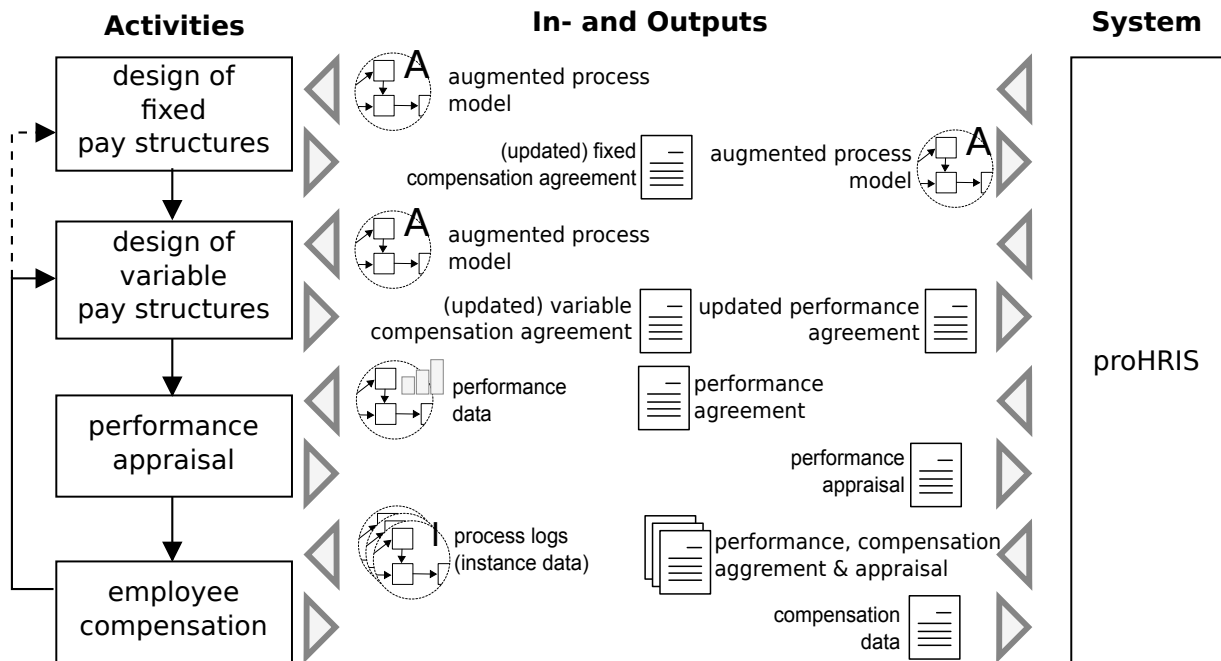 Activities
In- and Outputs
System
design of
fixed
pay structures
A
augmented process
model
(updated) fixed
compensation agreement
augmented process
model
A
design of
variable
pay structures
A
augmented process
model
(updated) variable
compensation agreement
updated performance
agreement
performance
appraisal
performance
data
performance
agreement
performance
appraisal
employee
compensation
I
process logs
(instance data)
performance, compensation
aggrement & appraisal
compensation
data
proHRIS